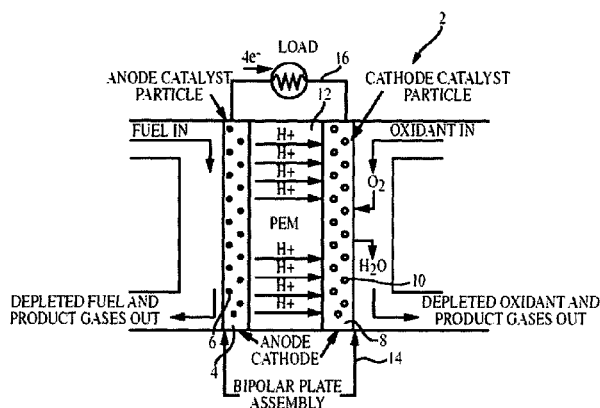 2
LOAD
4e-
16
ANODE CATALYST
PARTICLE
CATHODE CATALYST
PARTICLE
12
FUEL IN
OXIDANT IN
H+
H+
H+
H+
O2
PEM
H2O
H+
H+
H+
H+
10
DEPLETED FUEL AND
PRODUCT GASES OUT
DEPLETED OXIDANT AND
PRODUCT GASES OUT
6
8
4
ANODE
CATHODE
14
BIPOLAR PLATE
ASSEMBLY